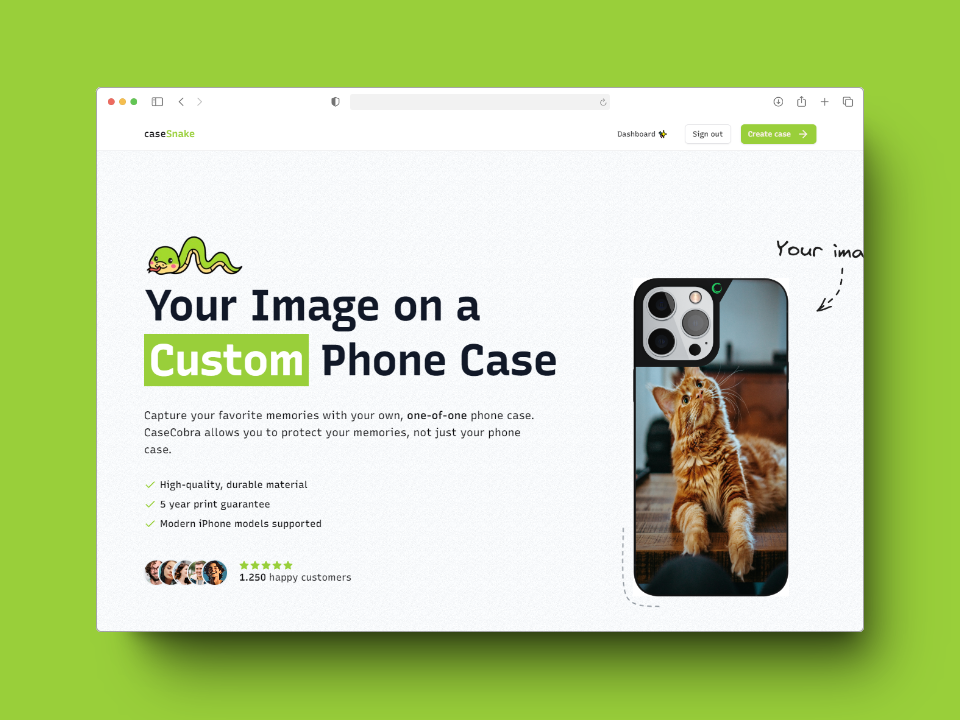 caseSnake
Dashboard
Sign out
Create case
Your ima
Your Image on a
Custom Phone Case
Capture your favorite memories with your own, one-of-one phone case.
CaseCobra allows you to protect your memories, not just your phone
case.
High-quality, durable material
5 year print guarantee
Modern iPhone models supported
1.250 happy customers